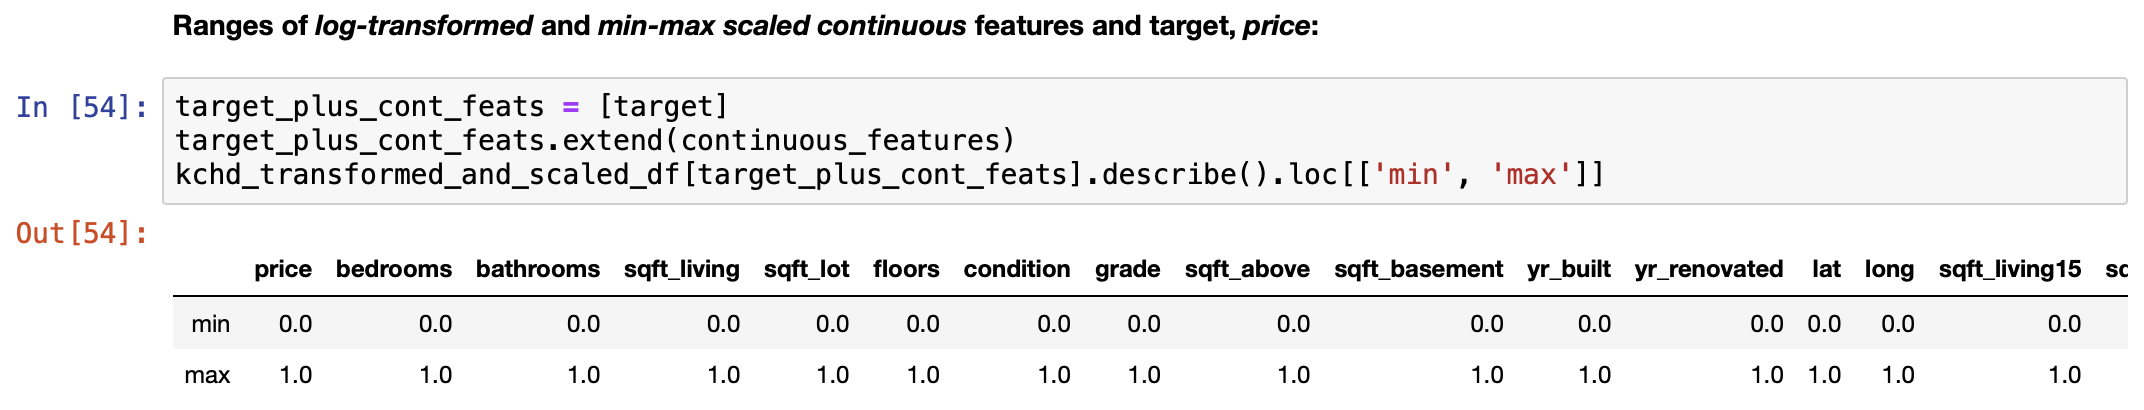 Ranges of log-transformed and min-max scaled continuous features and target, price:
In [54]:
target_plus_cont_feats = [target]
target_plus_cont_feats.extend(continuous_features)
kchd_transformed_and_scaled_df[target_plus_cont_feats].describe().loc[['min', 'max']]
Out[54]:
price bedrooms bathrooms sqft_living sqft_lot floors condition grade sqft_above sqft_basement yr_built yr_renovated lat long sqft_living15
min 0.0 0.0 0.0 0.0 0.0 0.0 0.0 0.0 0.0 0.0 0.0 0.0 0.0 0.0 0.0
max 1.0 1.0 1.0 1.0 1.0 1.0 1.0 1.0 1.0 1.0 1.0 1.0 1.0 1.0 1.0